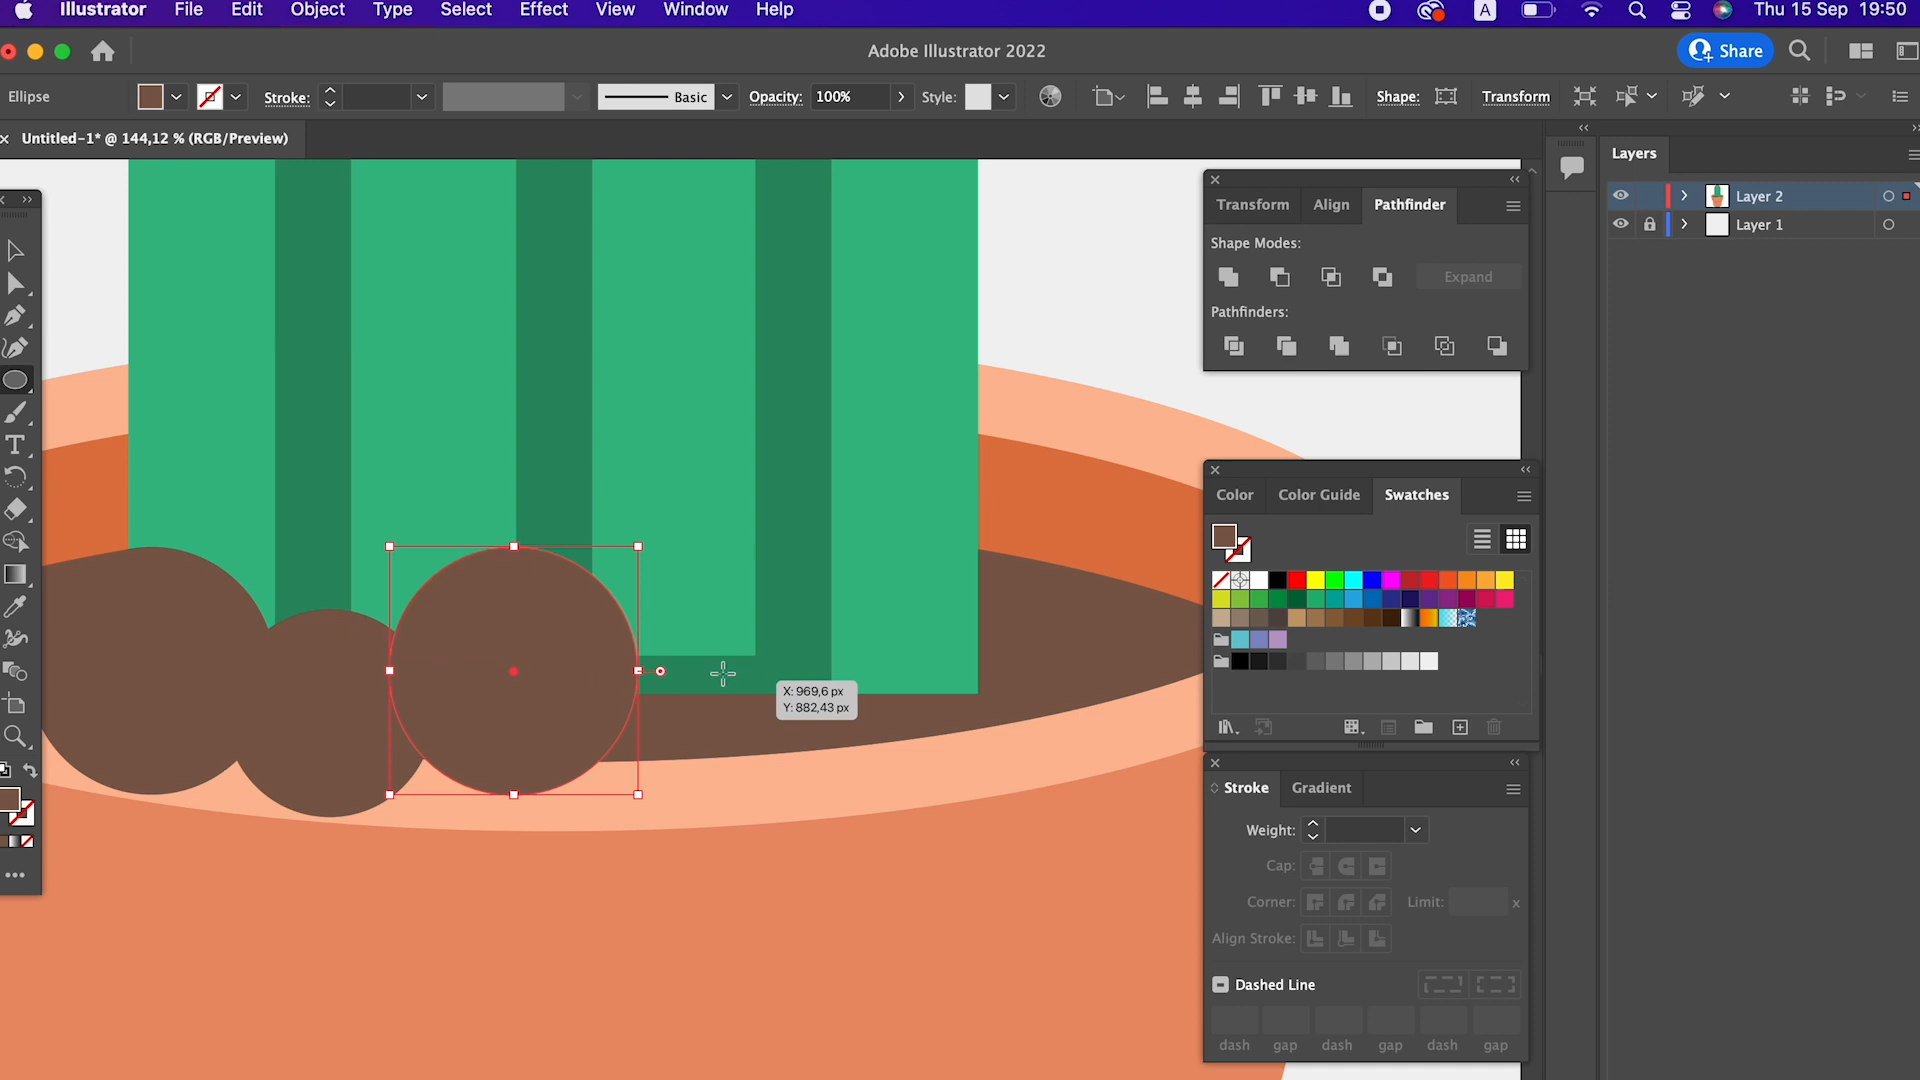 Illustrator File Edit Object Type Select Effect View Window Help A Thu 15 Sep 19:50
Adobe Illustrator 2022 Share
Ellipse Stroke: Basic Opacity: 100% Style: Shape: Transform
Untitled-1* @ 144,12 % (RGB/Preview)
Layers
Layer 2
Layer 1
Transform Align Pathfinder
Shape Modes:
Expand
Pathfinders:
Color Color Guide Swatches
X: 969,6 px
Y: 882,43 px
Stroke Gradient
Weight:
Cap:
Corner: Limit: x
Align Stroke:
Dashed Line
dash gap dash gap dash gap